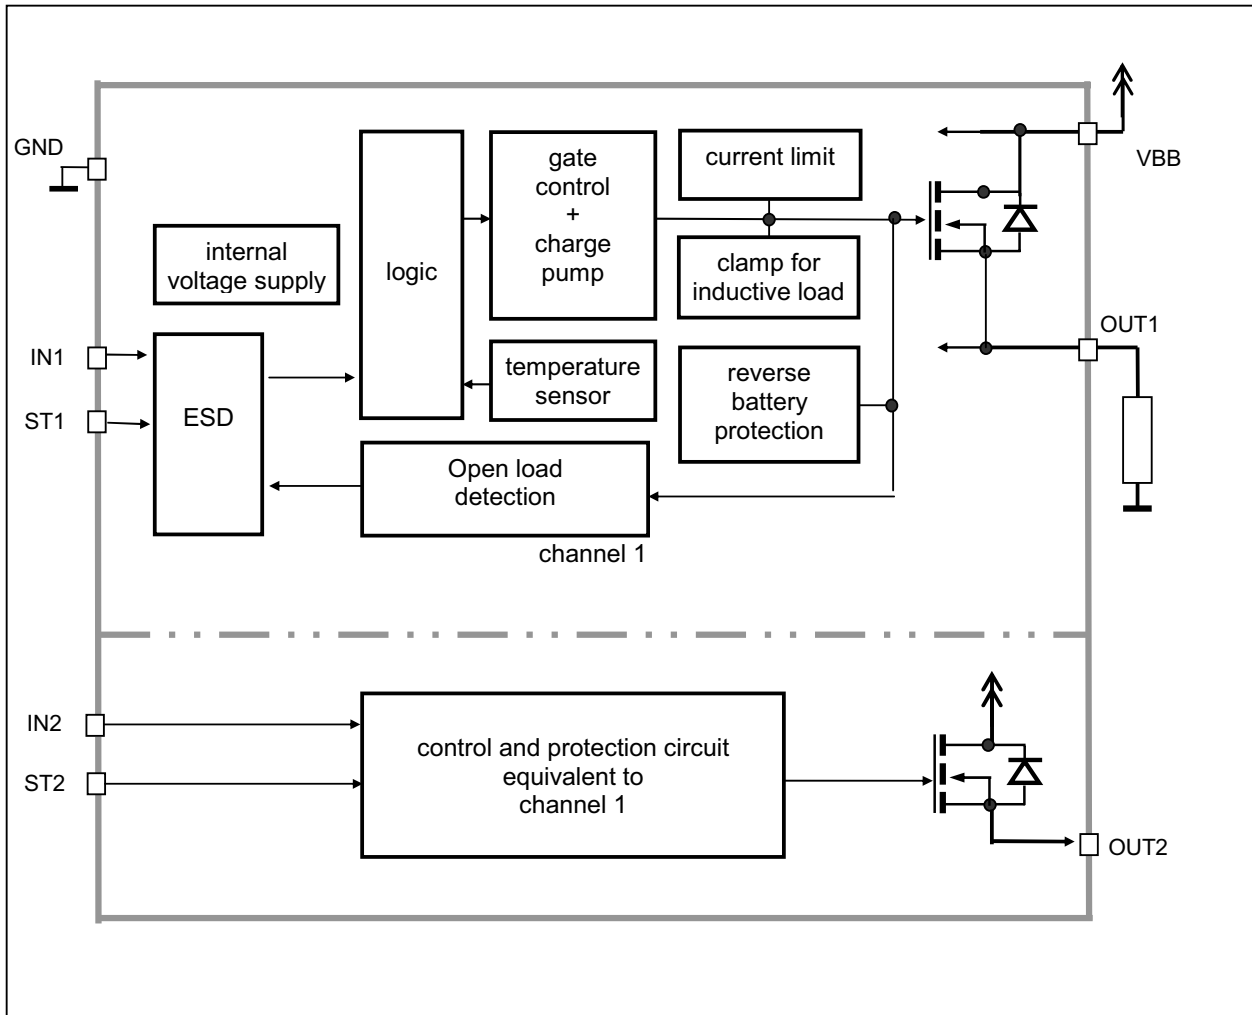 GND
IN1
ST1
internal
voltage supply
ESD
logic
gate
control
+
charge
pump
current limit
clamp for
inductive load
temperature
sensor
reverse
battery
protection
Open load
detection
channel 1
VBB
OUT1
IN2
ST2
control and protection circuit
equivalent to
channel 1
OUT2